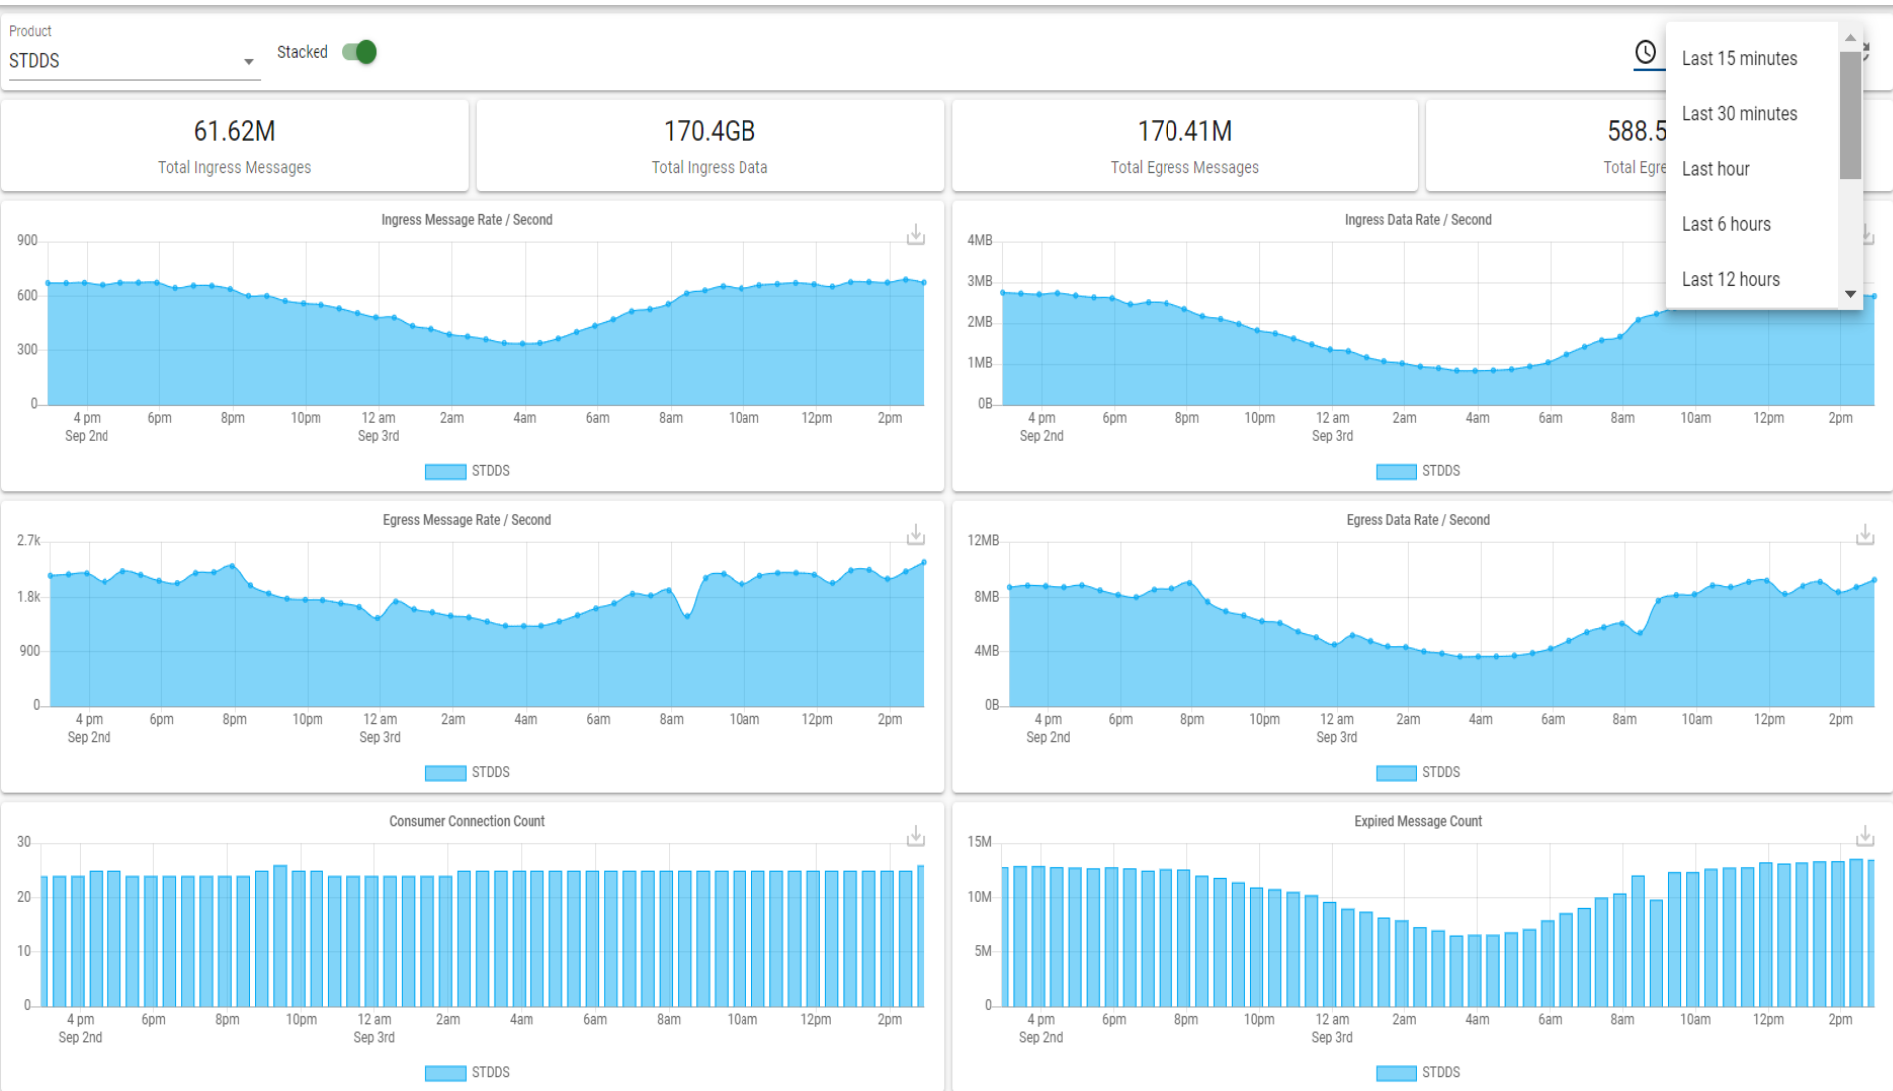 Product
STDDS
Stacked
Last 15 minutes
Last 30 minutes
Last hour
Last 6 hours
Last 12 hours
61.62M
Total Ingress Messages
170.4GB
Total Ingress Data
170.41M
Total Egress Messages
588.5
Total Egre
Ingress Message Rate / Second
900
600
300
0
4 pm 6pm 8pm 10pm 12 am 2am 4am 6am 8am 10am 12pm 2pm
Sep 2nd Sep 3rd
STDDS
Ingress Data Rate / Second
4MB
3MB
2MB
1MB
0B
4 pm 6pm 8pm 10pm 12 am 2am 4am 6am 8am 10am 12pm 2pm
Sep 2nd Sep 3rd
STDDS
Egress Message Rate / Second
2.7k
1.8k
900
0
4 pm 6pm 8pm 10pm 12 am 2am 4am 6am 8am 10am 12pm 2pm
Sep 2nd Sep 3rd
STDDS
Egress Data Rate / Second
12MB
8MB
4MB
0B
4 pm 6pm 8pm 10pm 12 am 2am 4am 6am 8am 10am 12pm 2pm
Sep 2nd Sep 3rd
STDDS
Consumer Connection Count
30
20
10
0
4 pm 6pm 8pm 10pm 12 am 2am 4am 6am 8am 10am 12pm 2pm
Sep 2nd Sep 3rd
STDDS
Expired Message Count
15M
10M
5M
0
4 pm 6pm 8pm 10pm 12 am 2am 4am 6am 8am 10am 12pm 2pm
Sep 2nd Sep 3rd
STDDS